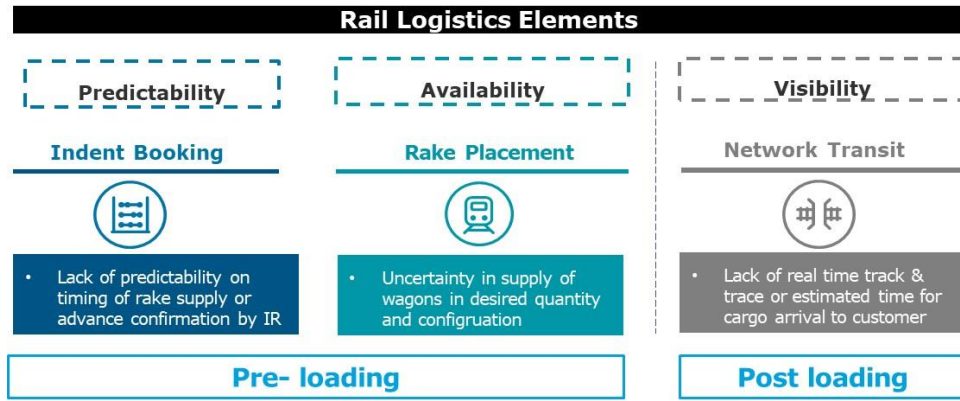 Rail Logistics Elements
Predictability
Availability
Visibility
Indent Booking
Rake Placement
Network Transit
• Lack of predictability on
timing of rake supply or
advance confirmation by IR
• Uncertainty in supply of
wagons in desired quantity
and configruation
• Lack of real time track &
trace or estimated time for
cargo arrival to customer
Pre- loading
Post loading